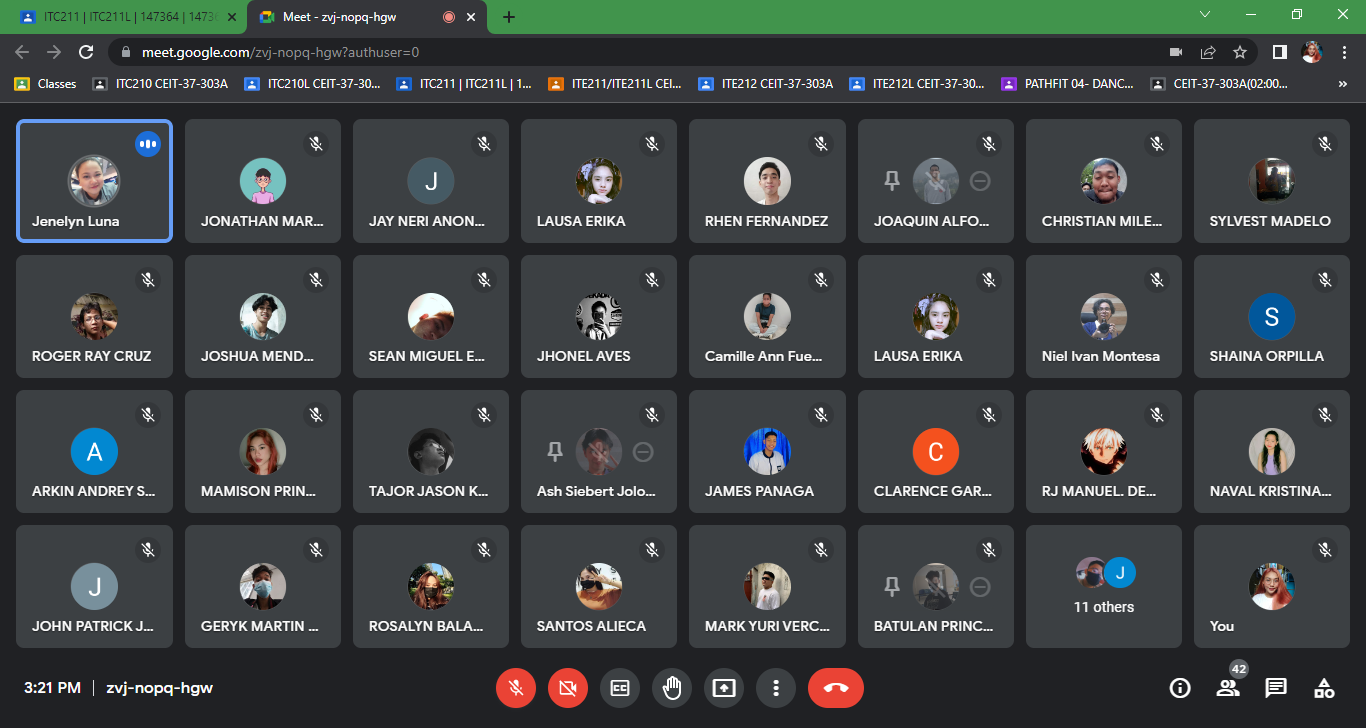 ITC211 | ITC211L | 147364 | 1473
Meet - zvj-nopq-hgw
meet.google.com/zvj-nopq-hgw?authuser=0
Classes
ITC210 CEIT-37-303A
ITC210L CEIT-37-30...
ITC211 | ITC211L | 1...
ITE211/ITE211L CEI...
ITE212 CEIT-37-303A
ITE212L CEIT-37-30...
PATHFIT 04- DANC...
CEIT-37-303A(02:00...
»
Jenelyn Luna
JONATHAN MAR...
J
JAY NERI ANON...
LAUSA ERIKA
RHEN FERNANDEZ
JOAQUIN ALFO...
CHRISTIAN MILE...
SYLVEST MADELO
ROGER RAY CRUZ
JOSHUA MEND...
SEAN MIGUEL E...
JHONEL AVES
Camille Ann Fue...
LAUSA ERIKA
Niel Ivan Montesa
S
SHAINA ORPILLA
A
ARKIN ANDREY S...
MAMISON PRIN...
TAJOR JASON K...
Ash Siebert Jolo...
JAMES PANAGA
C
CLARENCE GAR...
RJ MANUEL. DE...
NAVAL KRISTINA...
J
JOHN PATRICK J...
GERYK MARTIN ...
ROSALYN BALA...
SANTOS ALIECA
MARK YURI VERC...
BATULAN PRINC...
J
11 others
You
3:21 PM | zvj-nopq-hgw
CC
42